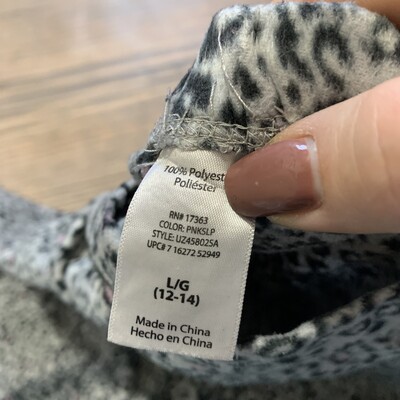 100% Polyest
Poliéster
RN# 17363
COLOR: PNKSLP
STYLE: UZ45802SA
UPC# 7 16272 52949
L/G
(12-14)
Made in China
Hecho en China